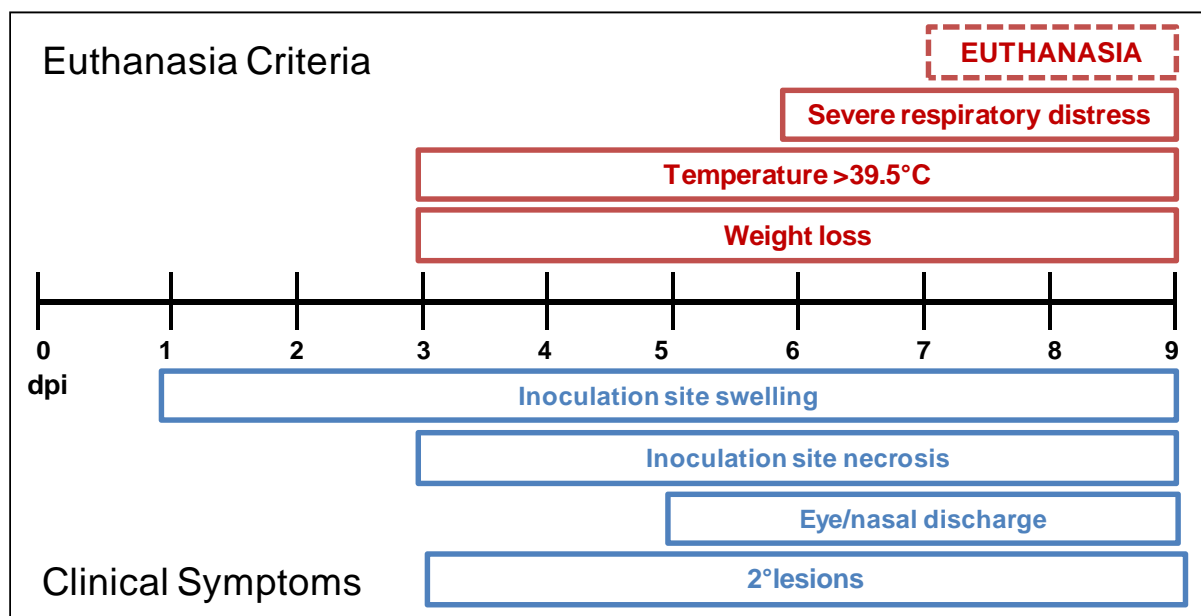 Euthanasia Criteria
EUTHANASIA
Severe respiratory distress
Temperature >39.5°C
Weight loss
0 1 2 3 4 5 6 7 8 9
dpi
Inoculation site swelling
Inoculation site necrosis
Eye/nasal discharge
Clinical Symptoms
2°lesions